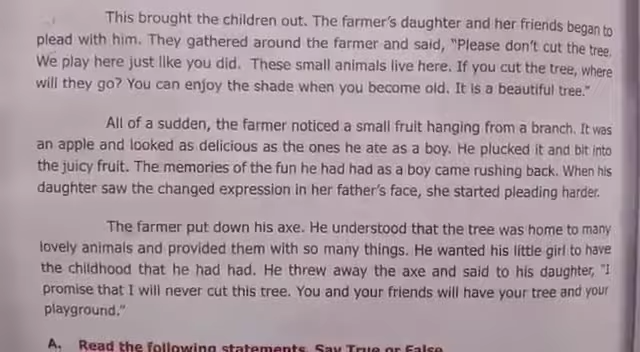 This brought the children out. The farmer's daughter and her friends began to
plead with him. They gathered around the farmer and said, "Please don't cut the tree.
We play here just like you did. These small animals live here. If you cut the tree, where
will they go? You can enjoy the shade when you become old. It is a beautiful tree."
All of a sudden, the farmer noticed a small fruit hanging from a branch. It was
an apple and looked as delicious as the ones he ate as a boy. He plucked it and bit into
the juicy fruit. The memories of the fun he had had as a boy came rushing back. When his
daughter saw the changed expression in her father's face, she started pleading harder.
The farmer put down his axe. He understood that the tree was home to many
lovely animals and provided them with so many things. He wanted his little girl to have
the childhood that he had had. He threw away the axe and said to his daughter, "I
promise that I will never cut this tree. You and your friends will have your tree and your
playground."
A. Read the following statements. Say True or False.